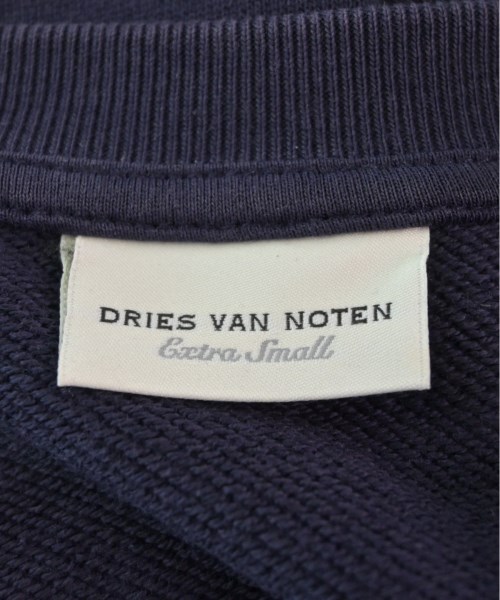 DRIES VAN NOTEN
Extra Small